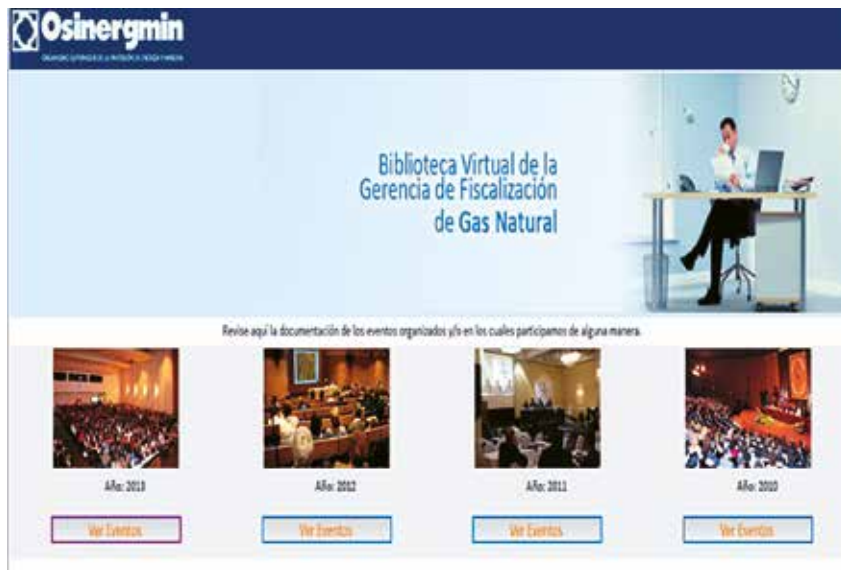 Osinergmin
Biblioteca Virtual de la
Gerencia de Fiscalización
de Gas Natural
Revise aquí la documentación de los eventos organizados y/o en los cuales participamos de alguna manera.
Año: 2013
Año: 2012
Año: 2011
Año: 2010
Ver Eventos
Ver Eventos
Ver Eventos
Ver Eventos